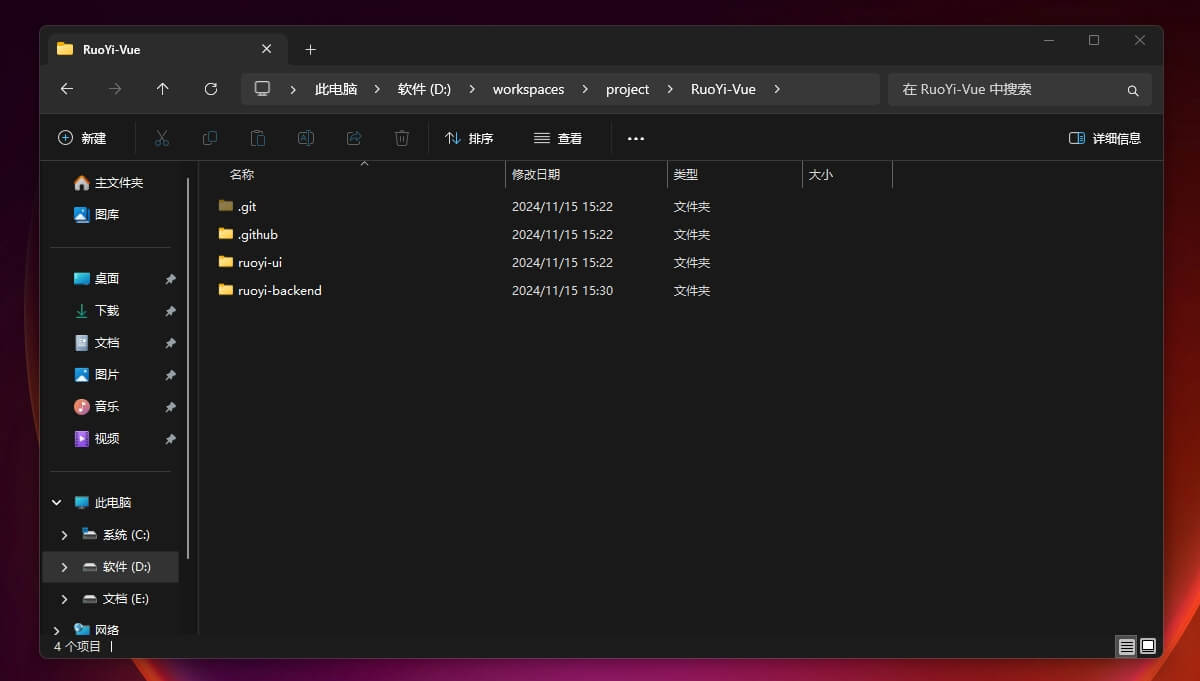 RuoYi-Vue
此电脑 软件 (D:) workspaces project RuoYi-Vue
在 RuoYi-Vue 中搜索
新建 排序 查看 详细信息
主文件夹
图库
桌面
下载
文档
图片
音乐
视频
此电脑
系统 (C:)
软件 (D:)
文档 (E:)
网络
名称 修改日期 类型 大小
.git 2024/11/15 15:22 文件夹
.github 2024/11/15 15:22 文件夹
ruoyi-ui 2024/11/15 15:22 文件夹
ruoyi-backend 2024/11/15 15:30 文件夹
4 个项目